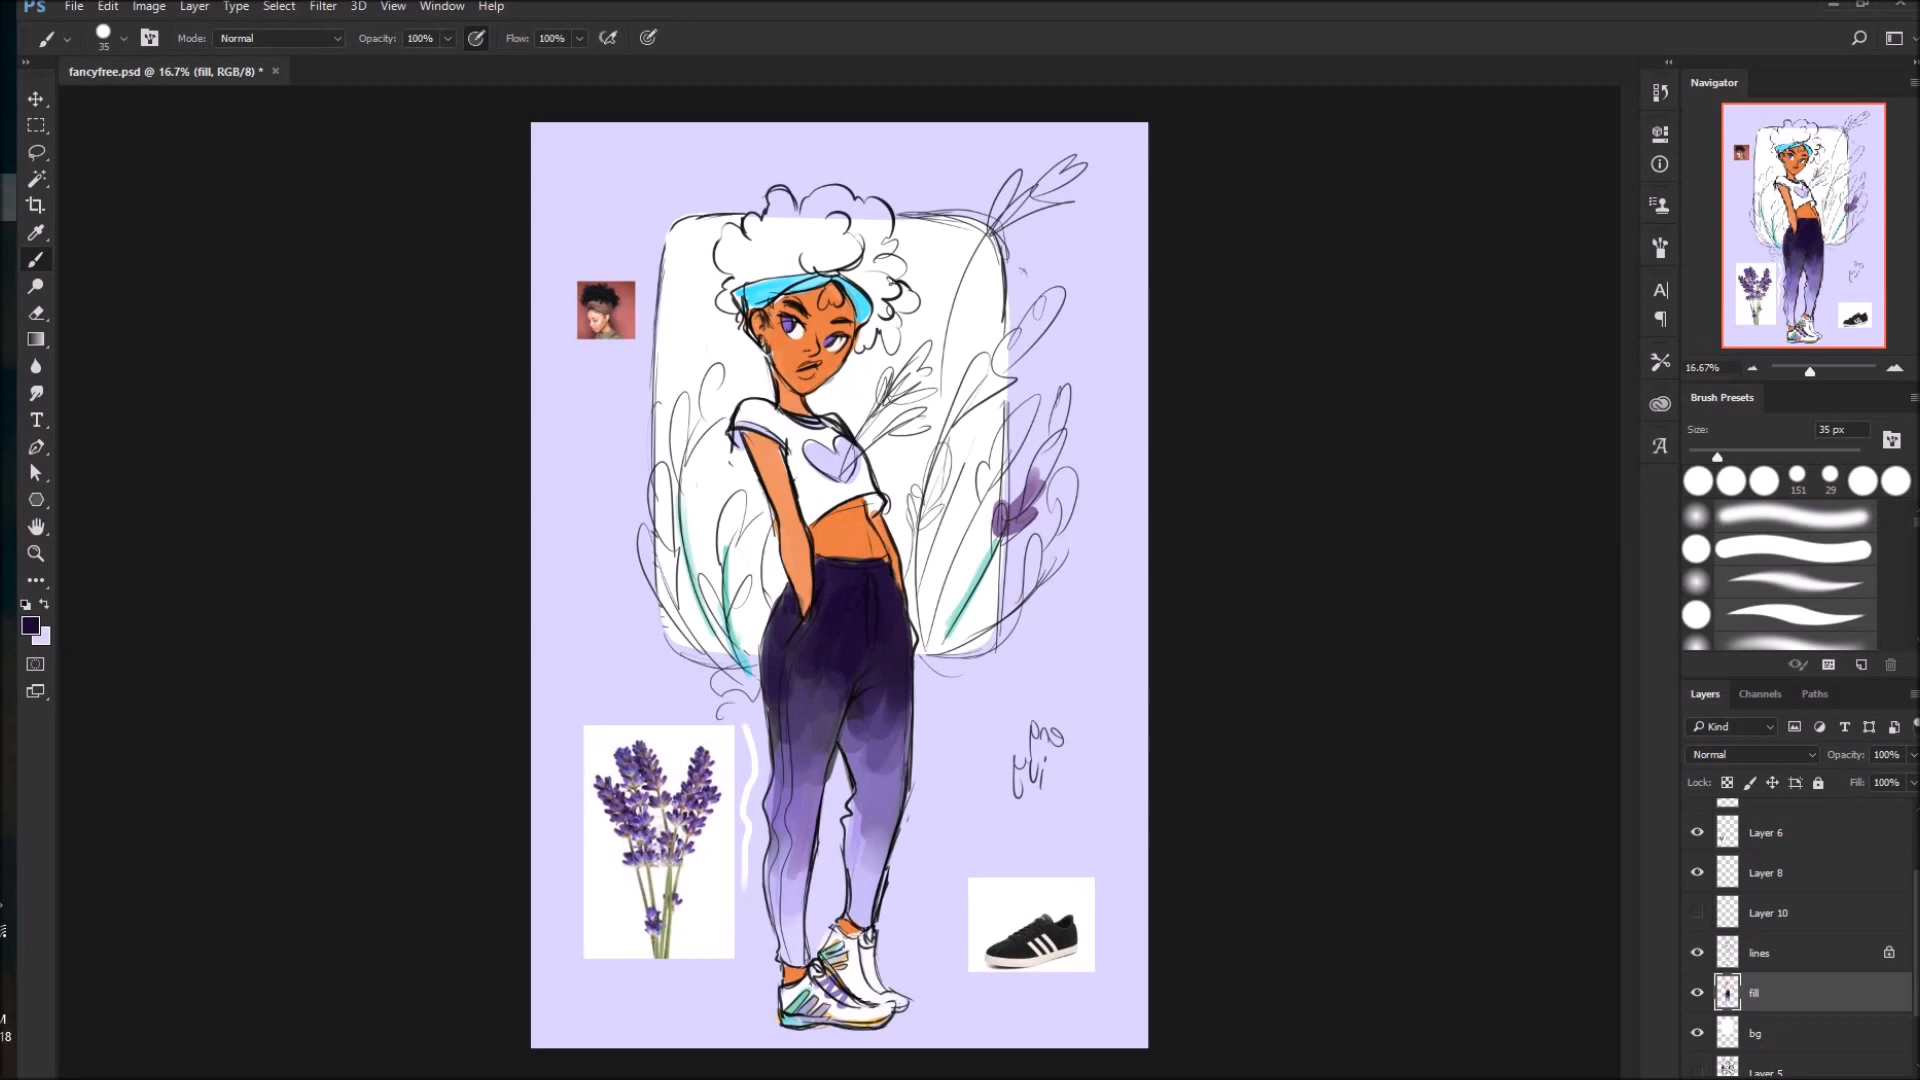 Ps File Edit Image Layer Type Select Filter 3D View Window Help
35 Mode: Normal Opacity: 100% Flow: 100%
fancyfree.psd @ 16.7% (fill, RGB/8) * ×
Navigator
16.67%
Brush Presets
Size: 35 px
151 29
Layers Channels Paths
Kind
Normal Opacity: 100%
Lock: Fill: 100%
Layer 6
Layer 8
Layer 10
lines
fill
bg
Layer 5
M
18